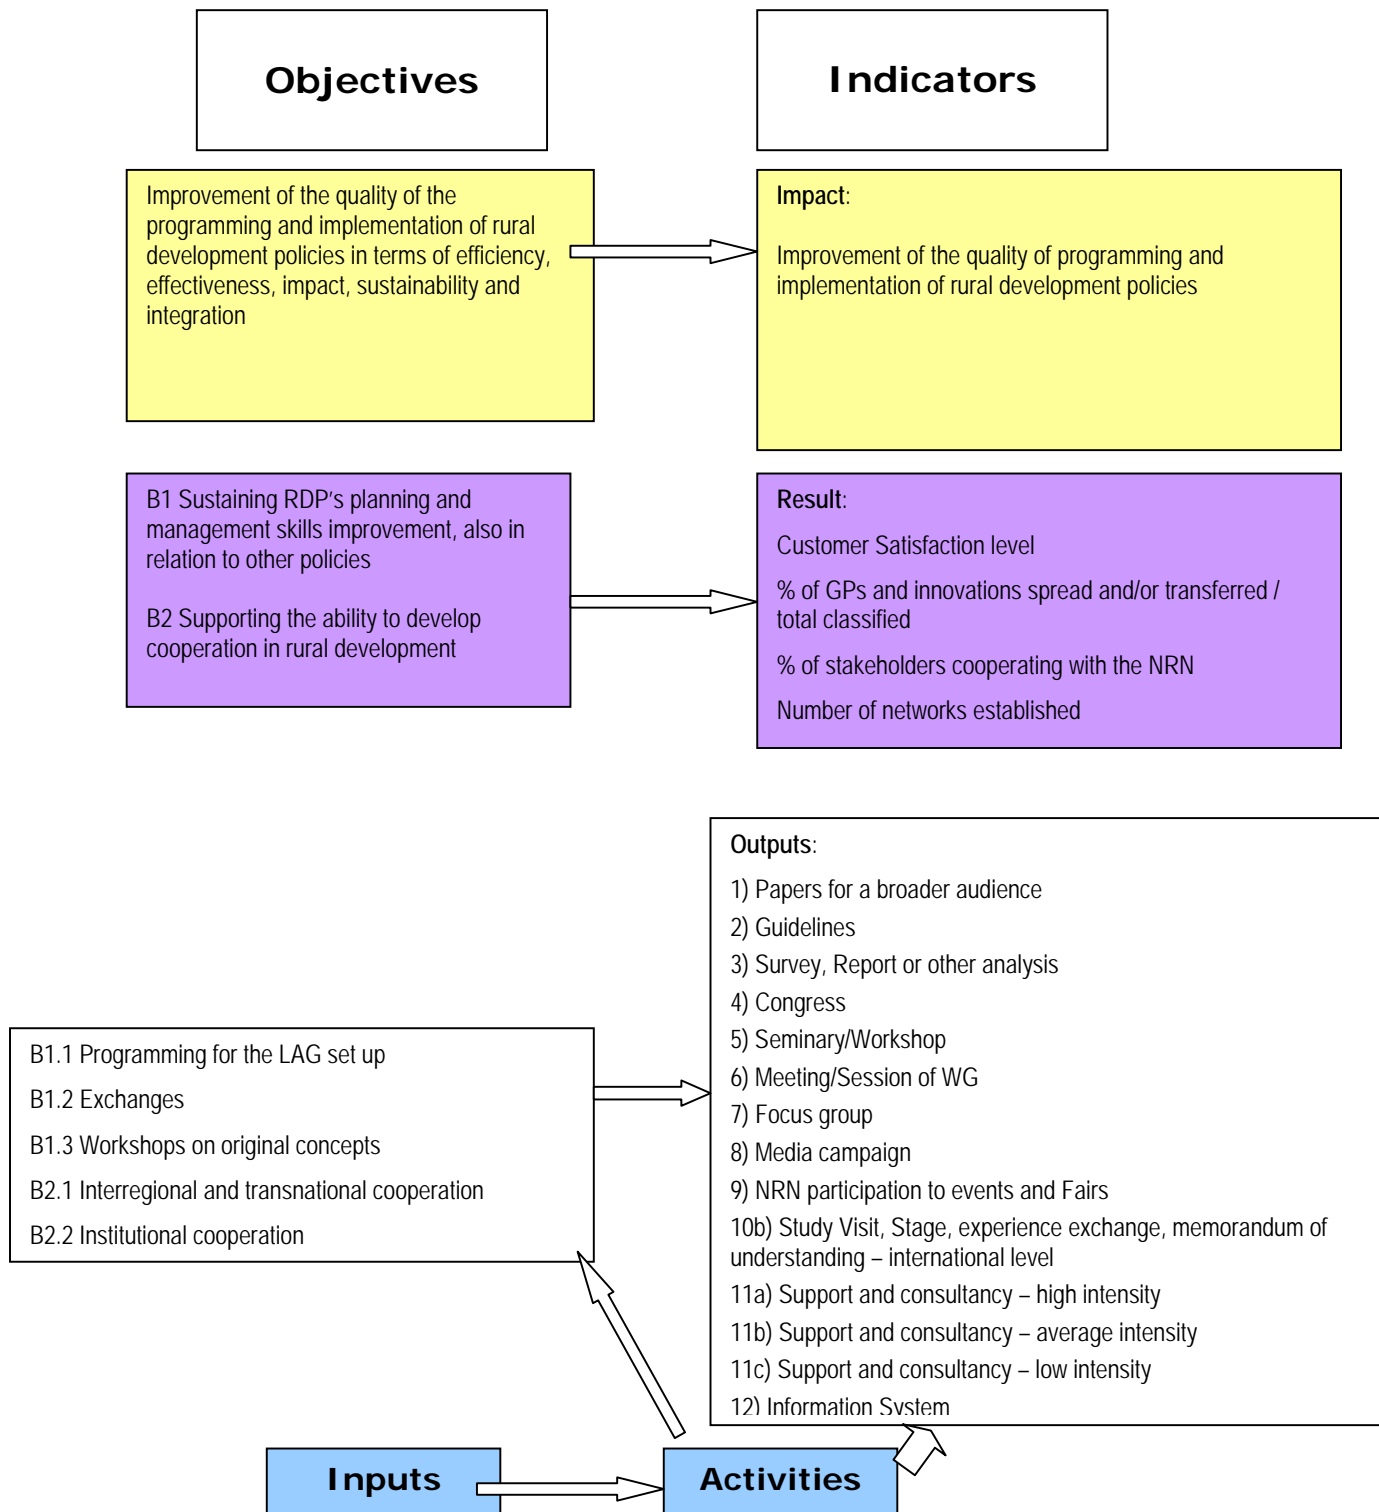 Objectives
Indicators
Improvement of the quality of the
programming and implementation of rural
development policies in terms of efficiency,
effectiveness, impact, sustainability and
integration
Impact:
Improvement of the quality of programming and
implementation of rural development policies
B1 Sustaining RDP's planning and
management skills improvement, also in
relation to other policies
B2 Supporting the ability to develop
cooperation in rural development
Result:
Customer Satisfaction level
% of GPs and innovations spread and/or transferred /
total classified
% of stakeholders cooperating with the NRN
Number of networks established
B1.1 Programming for the LAG set up
B1.2 Exchanges
B1.3 Workshops on original concepts
B2.1 Interregional and transnational cooperation
B2.2 Institutional cooperation
Outputs:
1) Papers for a broader audience
2) Guidelines
3) Survey, Report or other analysis
4) Congress
5) Seminary/Workshop
6) Meeting/Session of WG
7) Focus group
8) Media campaign
9) NRN participation to events and Fairs
10b) Study Visit, Stage, experience exchange, memorandum of
understanding – international level
11a) Support and consultancy – high intensity
11b) Support and consultancy – average intensity
11c) Support and consultancy – low intensity
12) Information System
Inputs
Activities